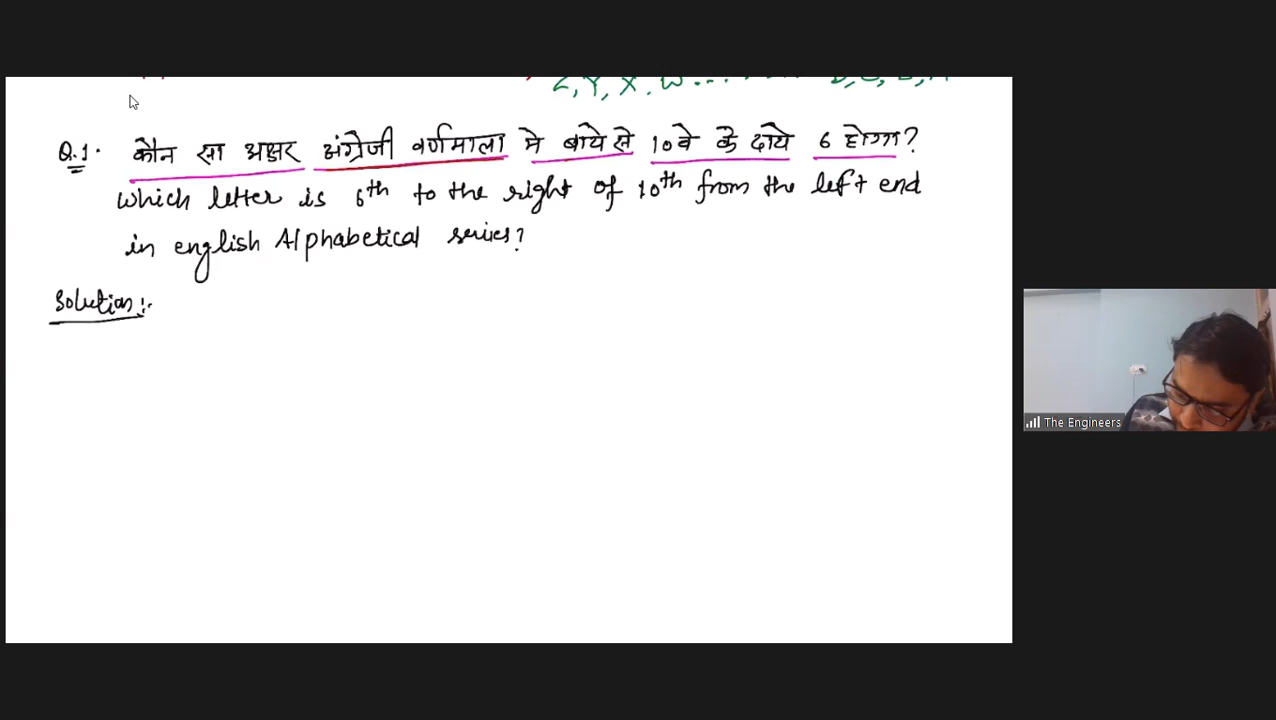 Z, Y, X, W....
Q.1. कौन सा अक्षर अंग्रेजी वर्णमाला मे बाये से 10 वे के दाये 6 होगा?
Which letter is 6th to the right of 10th from the left end
in english Alphabetical series?
Solution:-
The Engineers